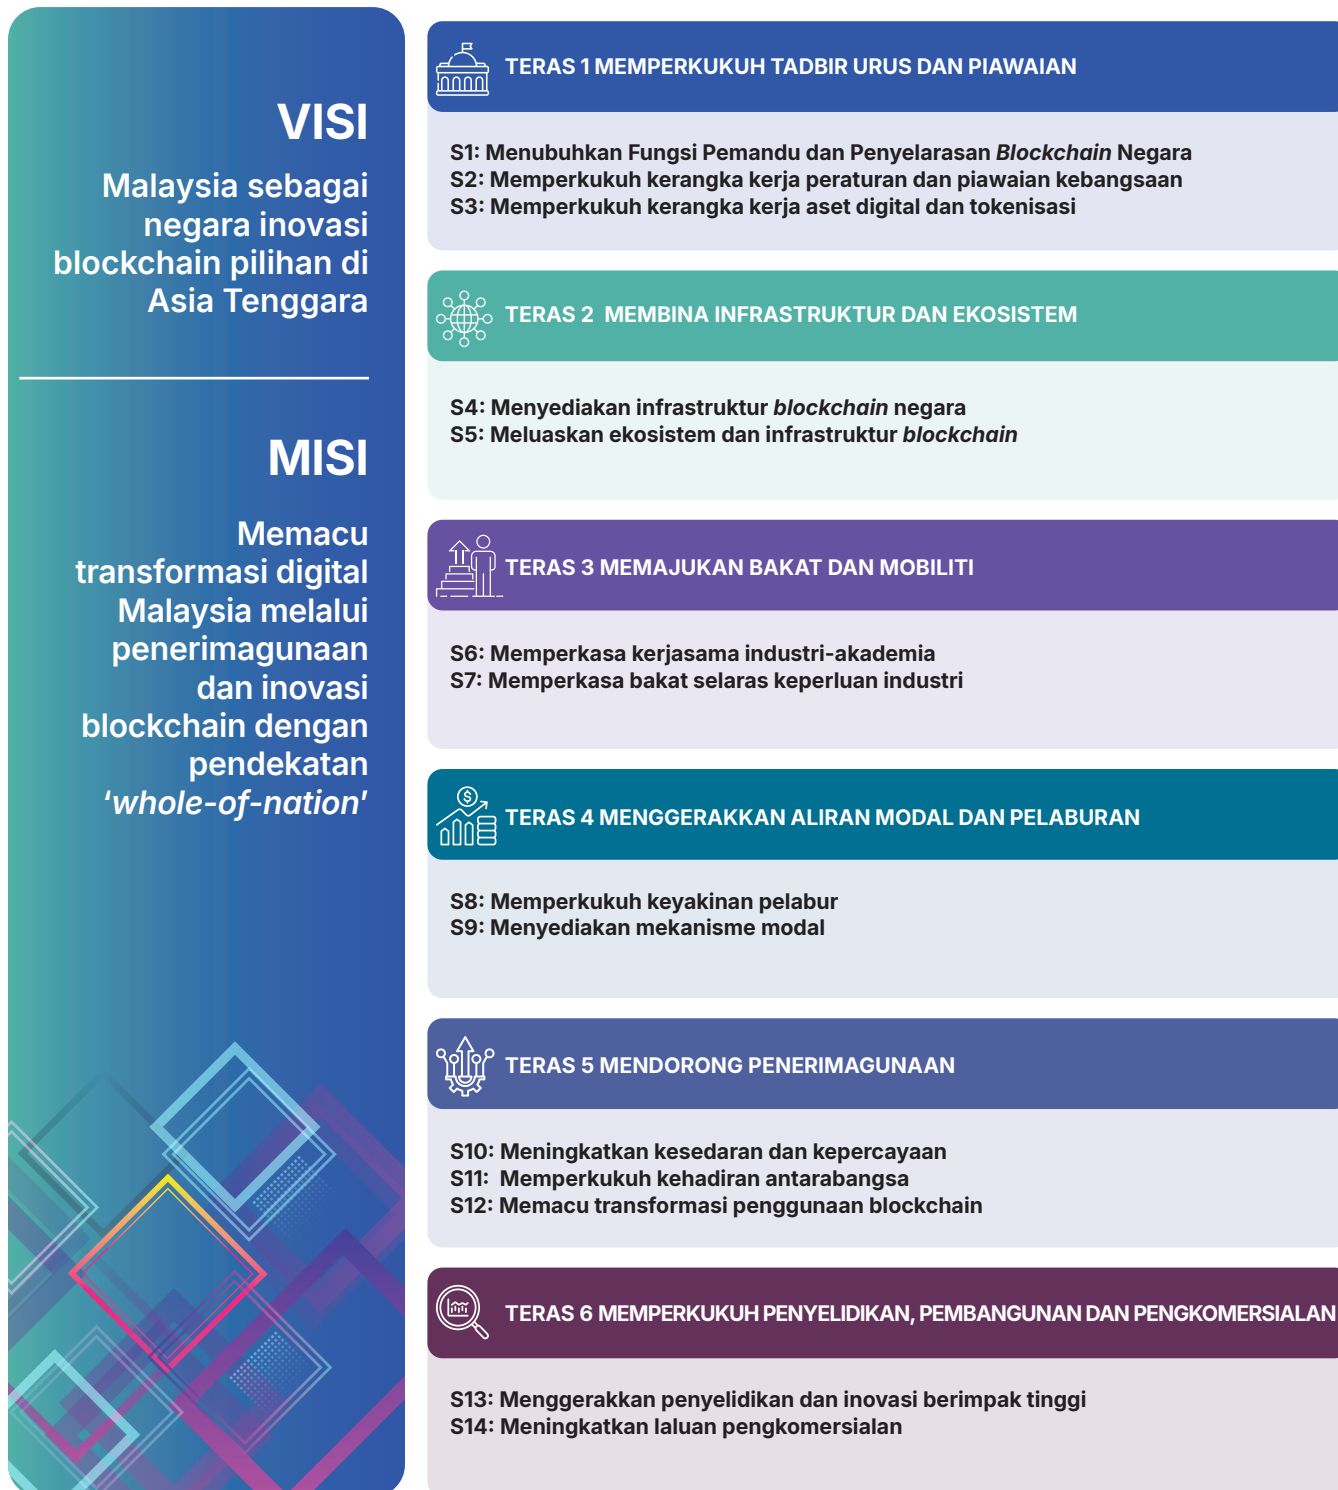 VISI
Malaysia sebagai
negara inovasi
blockchain pilihan di
Asia Tenggara
MISI
Memacu
transformasi digital
Malaysia melalui
penerimagunaan
dan inovasi
blockchain dengan
pendekatan
‘whole-of-nation’
TERAS 1 MEMPERKUKUH TADBIR URUS DAN PIAWAIAN
S1: Menubuhkan Fungsi Pemandu dan Penyelarasan Blockchain Negara
S2: Memperkukuh kerangka kerja peraturan dan piawaian kebangsaan
S3: Memperkukuh kerangka kerja aset digital dan tokenisasi
TERAS 2 MEMBINA INFRASTRUKTUR DAN EKOSISTEM
S4: Menyediakan infrastruktur blockchain negara
S5: Meluaskan ekosistem dan infrastruktur blockchain
TERAS 3 MEMAJUKAN BAKAT DAN MOBILITI
S6: Memperkasa kerjasama industri-akademia
S7: Memperkasa bakat selaras keperluan industri
TERAS 4 MENGGERAKKAN ALIRAN MODAL DAN PELABURAN
S8: Memperkukuh keyakinan pelabur
S9: Menyediakan mekanisme modal
TERAS 5 MENDORONG PENERIMAGUNAAN
S10: Meningkatkan kesedaran dan kepercayaan
S11: Memperkukuh kehadiran antarabangsa
S12: Memacu transformasi penggunaan blockchain
TERAS 6 MEMPERKUKUH PENYELIDIKAN, PEMBANGUNAN DAN PENGKOMERSIALAN
S13: Menggerakkan penyelidikan dan inovasi berimpak tinggi
S14: Meningkatkan laluan pengkomersialan